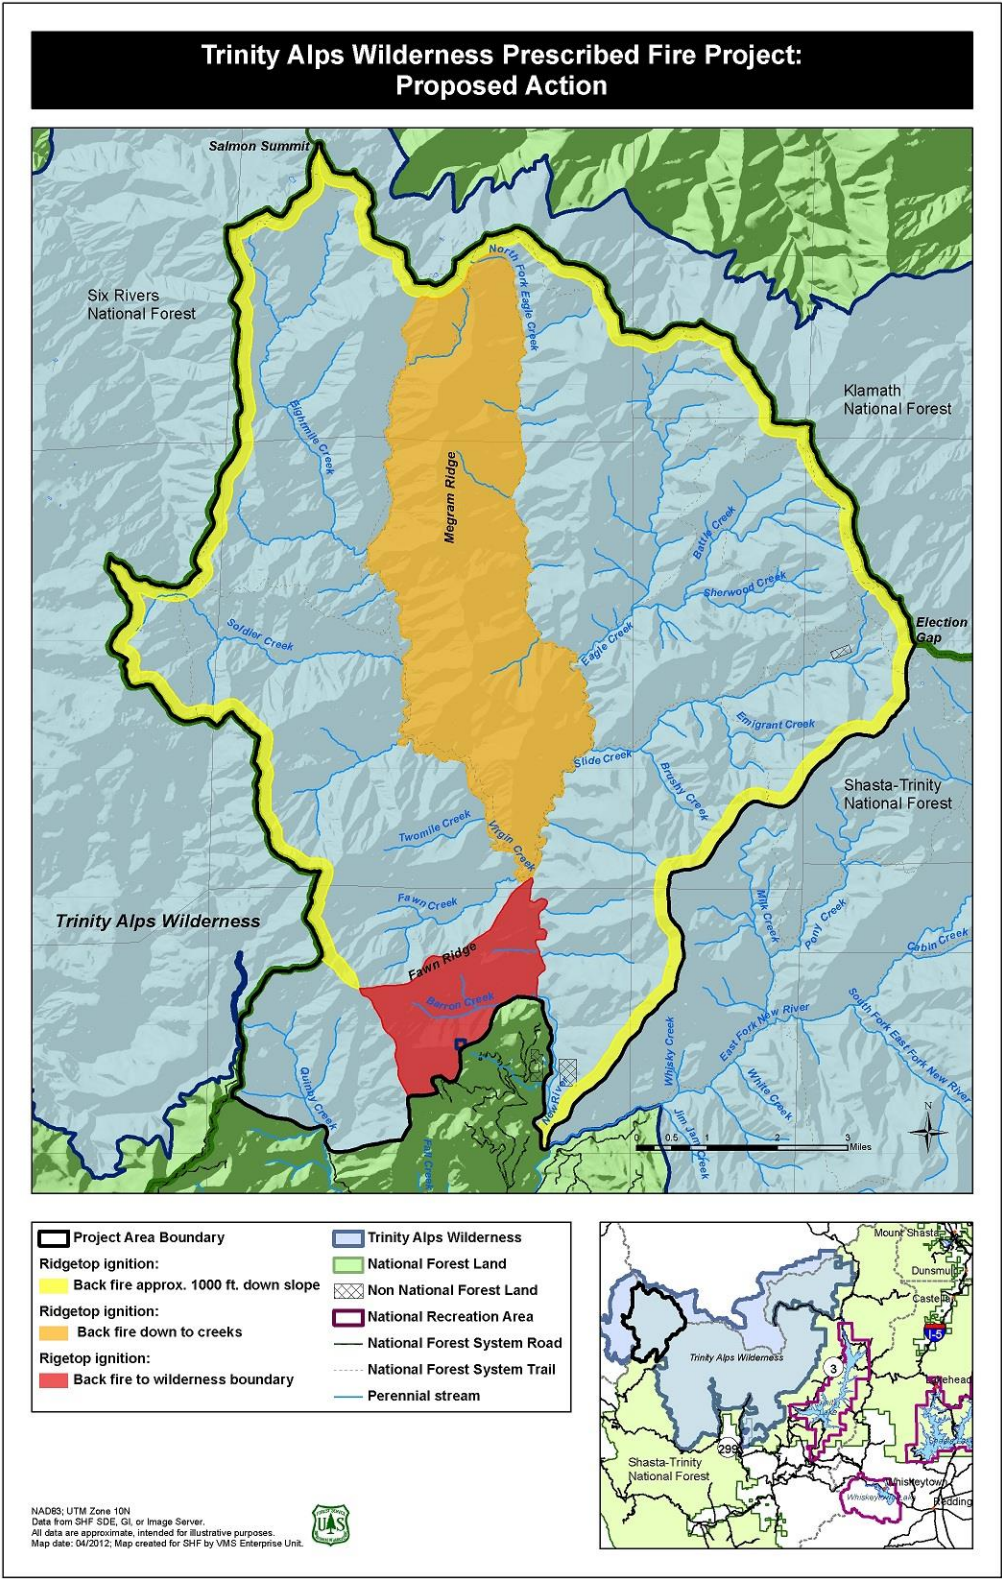 Trinity Alps Wilderness Prescribed Fire Project:
Proposed Action
Salmon Summit
North Fork Eagle Creek
Six Rivers
National Forest
Klamath
National Forest
Eightmile Creek
Megram Ridge
Battle Creek
Sherwood Creek
Soldier Creek
Eagle Creek
Election
Gap
Emigrant Creek
Slide Creek
Brushy Creek
Shasta-Trinity
National Forest
Twomile Creek
Virgin Creek
Fawn Creek
Milk Creek
Pony Creek
Trinity Alps Wilderness
Cabin Creek
Fawn Ridge
Barron Creek
South Fork East Fork New River
East Fork New River
Whisky Creek
White Creek
Quinby Creek
New River
Jim Jam Creek
Fall Creek
N
0 0.5 1 2 3
Miles
Project Area Boundary
Ridgetop ignition:
Back fire approx. 1000 ft. down slope
Ridgetop ignition:
Back fire down to creeks
Rigetop ignition:
Back fire to wilderness boundary
Trinity Alps Wilderness
National Forest Land
Non National Forest Land
National Recreation Area
National Forest System Road
National Forest System Trail
Perennial stream
Mount Shasta
Dunsmuir
Castella
I-5
Trinity Alps Wilderness
3
Lakehead
299
Shasta-Trinity
National Forest
Whiskeytown
Whiskeytown Lake
Redding
NAD83; UTM Zone 10N
Data from SHF SDE, GI, or Image Server.
All data are approximate, intended for illustrative purposes.
Map date: 04/2012; Map created for SHF by VMS Enterprise Unit.
FOREST SERVICE
U S